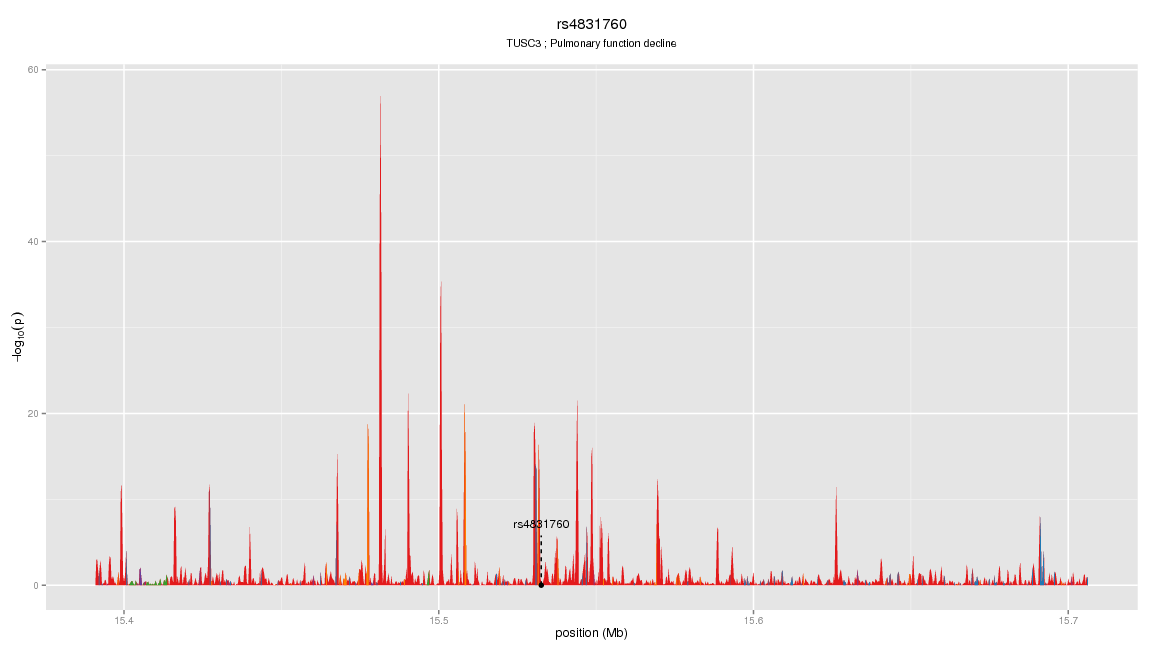 rs4831760
TUSC3 ; Pulmonary function decline
60
40
20
0
−log10(p)
rs4831760
15.4
15.5
15.6
15.7
position (Mb)